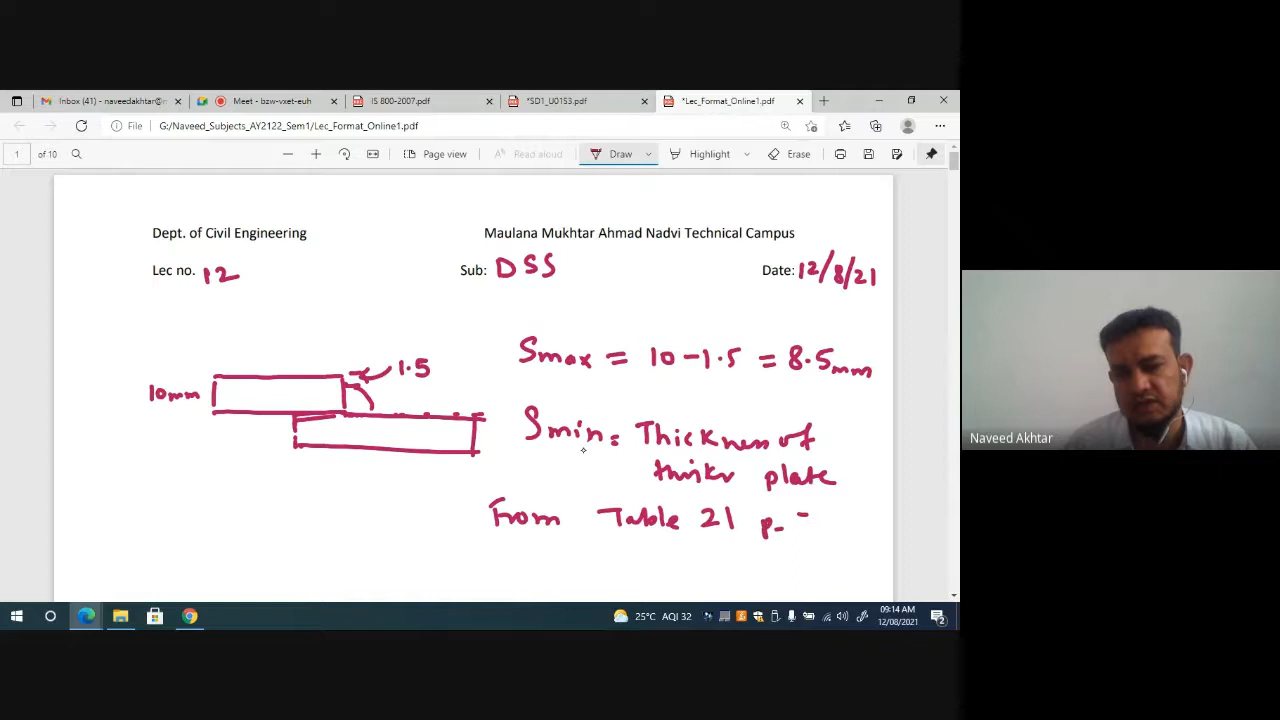 Inbox (41) - naveedakhtar@m
Meet - bzw-vxet-euh
IS 800-2007.pdf
*SD1_U0153.pdf
*Lec_Format_Online1.pdf
File
G:/Naveed_Subjects_AY2122_Sem1/Lec_Format_Online1.pdf
1 of 10
Page view
Read aloud
Draw
Highlight
Erase
Dept. of Civil Engineering
Maulana Mukhtar Ahmad Nadvi Technical Campus
Lec no. 12
Sub: DSS
Date: 12/8/21
Smax = 10 - 1.5 = 8.5mm
1.5
10mm
Smin = Thickness of
plate
From Table 21 p-
Naveed Akhtar
25°C AQI 32
09:14 AM
12/08/2021
2